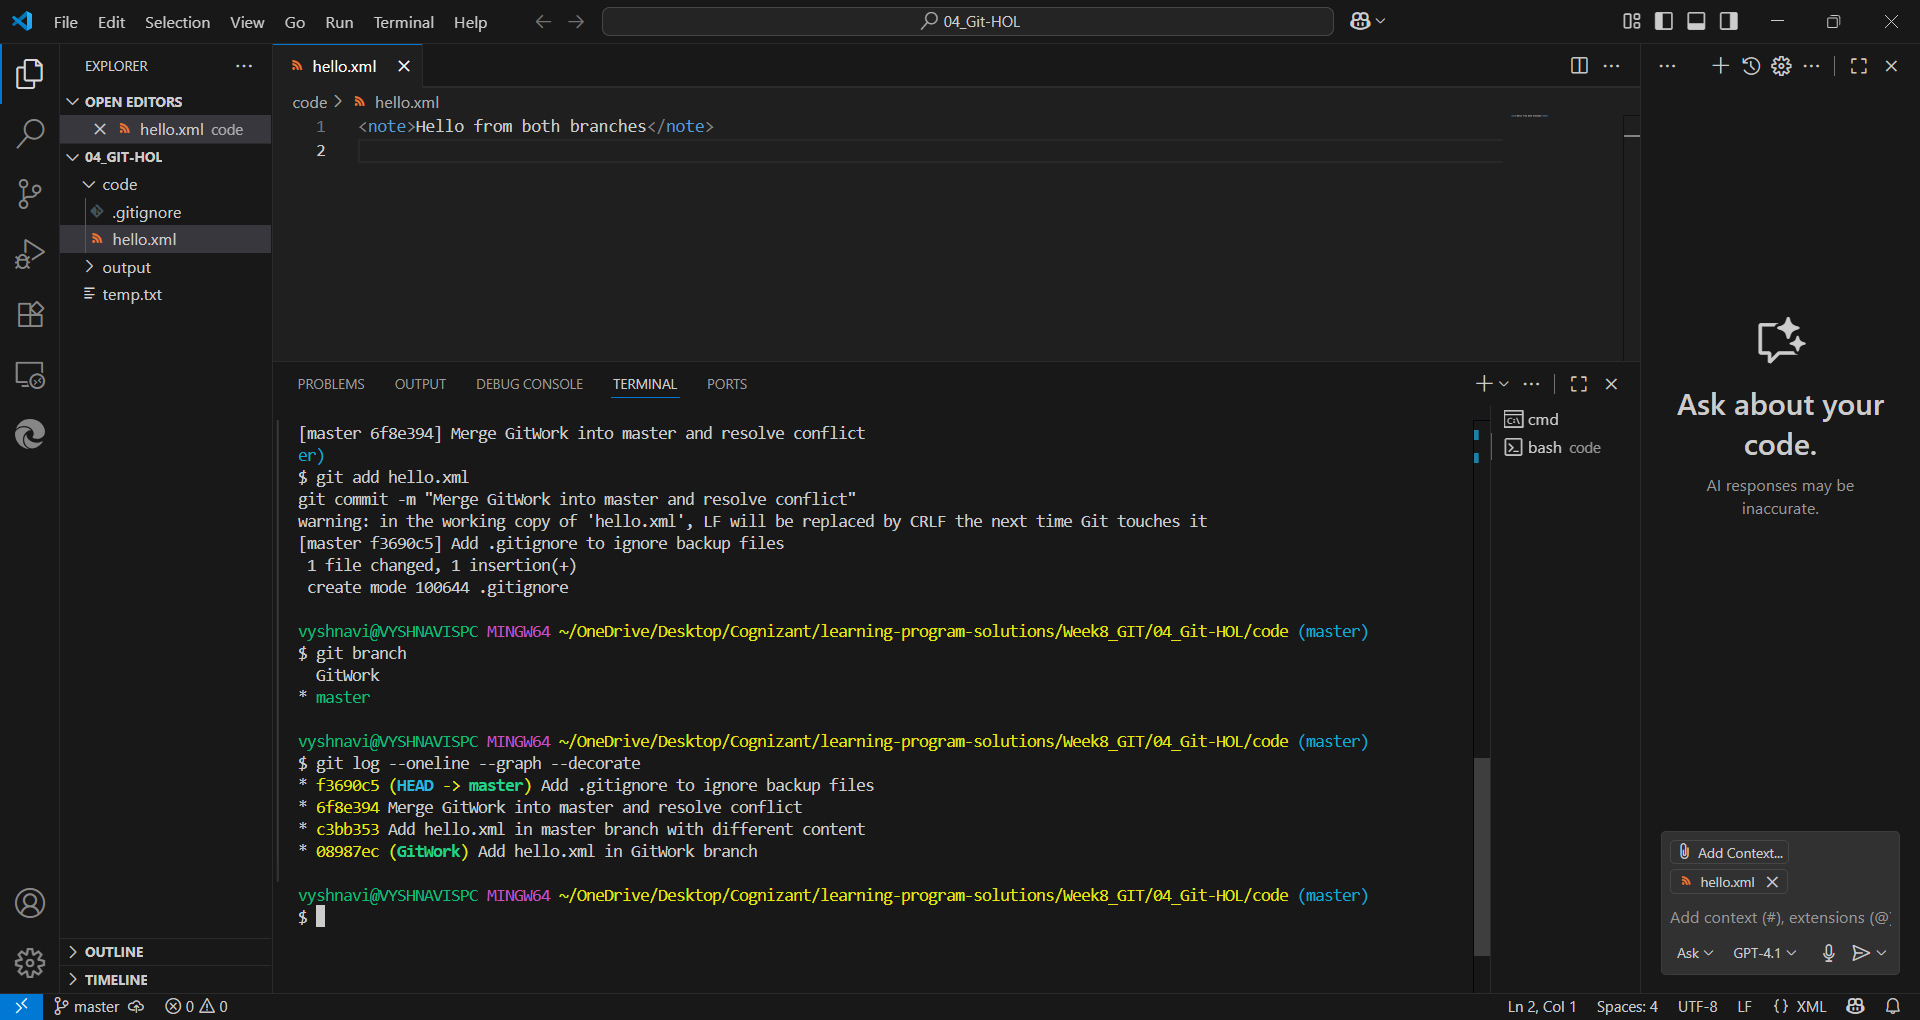 File Edit Selection View Go Run Terminal Help
04_Git-HOL
EXPLORER
OPEN EDITORS
hello.xml code
04_GIT-HOL
code
.gitignore
hello.xml
output
temp.txt
OUTLINE
TIMELINE
hello.xml
code > hello.xml
1 <note>Hello from both branches</note>
2
PROBLEMS OUTPUT DEBUG CONSOLE TERMINAL PORTS
[master 6f8e394] Merge GitWork into master and resolve conflict
er)
$ git add hello.xml
git commit -m "Merge GitWork into master and resolve conflict"
warning: in the working copy of 'hello.xml', LF will be replaced by CRLF the next time Git touches it
[master f3690c5] Add .gitignore to ignore backup files
1 file changed, 1 insertion(+)
create mode 100644 .gitignore
vyshnavi@VYSHNAVISPC MINGW64 ~/OneDrive/Desktop/Cognizant/learning-program-solutions/Week8_GIT/04_Git-HOL/code (master)
$ git branch
GitWork
* master
vyshnavi@VYSHNAVISPC MINGW64 ~/OneDrive/Desktop/Cognizant/learning-program-solutions/Week8_GIT/04_Git-HOL/code (master)
$ git log --oneline --graph --decorate
* f3690c5 (HEAD -> master) Add .gitignore to ignore backup files
* 6f8e394 Merge GitWork into master and resolve conflict
* c3bb353 Add hello.xml in master branch with different content
* 08987ec (GitWork) Add hello.xml in GitWork branch
vyshnavi@VYSHNAVISPC MINGW64 ~/OneDrive/Desktop/Cognizant/learning-program-solutions/Week8_GIT/04_Git-HOL/code (master)
$
cmd
bash code
Ask about your
code.
AI responses may be
inaccurate.
Add Context...
hello.xml
Add context (#), extensions (@
Ask GPT-4.1
master 0 0
Ln 2, Col 1 Spaces: 4 UTF-8 LF {} XML